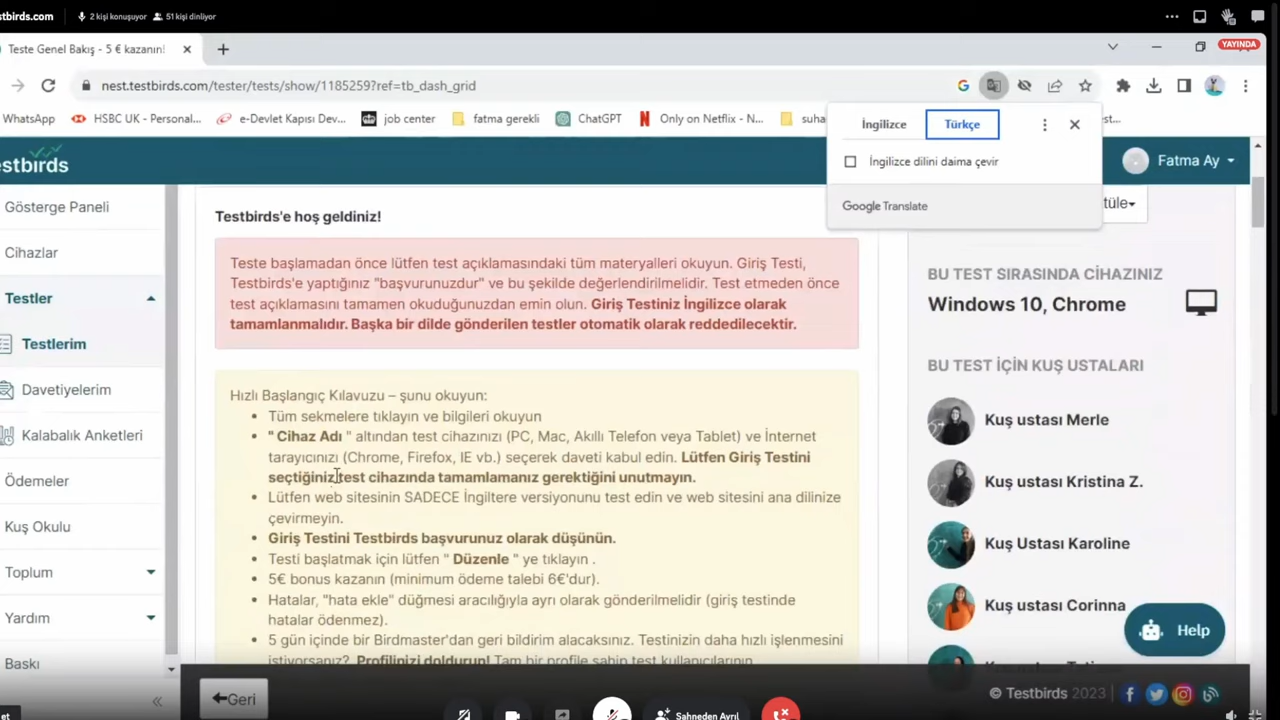 stbirds.com
2 kişi konuşuyor
51 kişi dinliyor
Teste Genel Bakış - 5 € kazanın!
YAYINDA
nest.testbirds.com/tester/tests/show/1185259?ref=tb_dash_grid
WhatsApp
HSBC UK - Personal...
e-Devlet Kapısı Dev...
job center
fatma gerekli
ChatGPT
Only on Netflix - N...
suha
est...
İngilizce
Türkçe
İngilizce dilini daima çevir
Google Translate
stbirds
Fatma Ay
tüle
Gösterge Paneli
Cihazlar
Testler
Testlerim
Davetiyelerim
Kalabalık Anketleri
Ödemeler
Kuş Okulu
Toplum
Yardım
Baskı
Testbirds'e hoş geldiniz!
Teste başlamadan önce lütfen test açıklamasındaki tüm materyalleri okuyun. Giriş Testi,
Testbirds'e yaptığınız "başvurunuzdur" ve bu şekilde değerlendirilmelidir. Test etmeden önce
test açıklamasını tamamen okuduğunuzdan emin olun. Giriş Testiniz İngilizce olarak
tamamlanmalıdır. Başka bir dilde gönderilen testler otomatik olarak reddedilecektir.
Hızlı Başlangıç Kılavuzu – şunu okuyun:
Tüm sekmelere tıklayın ve bilgileri okuyun
" Cihaz Adı " altından test cihazınızı (PC, Mac, Akıllı Telefon veya Tablet) ve İnternet
tarayıcınızı (Chrome, Firefox, IE vb.) seçerek daveti kabul edin. Lütfen Giriş Testini
seçtiğiniz test cihazında tamamlamanız gerektiğini unutmayın.
Lütfen web sitesinin SADECE İngiltere versiyonunu test edin ve web sitesini ana dilinize
çevirmeyin.
Giriş Testini Testbirds başvurunuz olarak düşünün.
Testi başlatmak için lütfen " Düzenle " ye tıklayın .
5€ bonus kazanın (minimum ödeme talebi 6€'dur).
Hatalar, "hata ekle" düğmesi aracılığıyla ayrı olarak gönderilmelidir (giriş testinde
hatalar ödenmez).
5 gün içinde bir Birdmaster'dan geri bildirim alacaksınız. Testinizin daha hızlı işlenmesini
istiyorsanız? Profilinizi doldurun! Tam bir profile sahip test kullanıcılarının
BU TEST SIRASINDA CİHAZINIZ
Windows 10, Chrome
BU TEST İÇİN KUŞ USTALARI
Kuş ustası Merle
Kuş ustası Kristina Z.
Kuş Ustası Karoline
Kuş ustası Corinna
Help
Geri
© Testbirds 2023
Sahneden Ayrıl